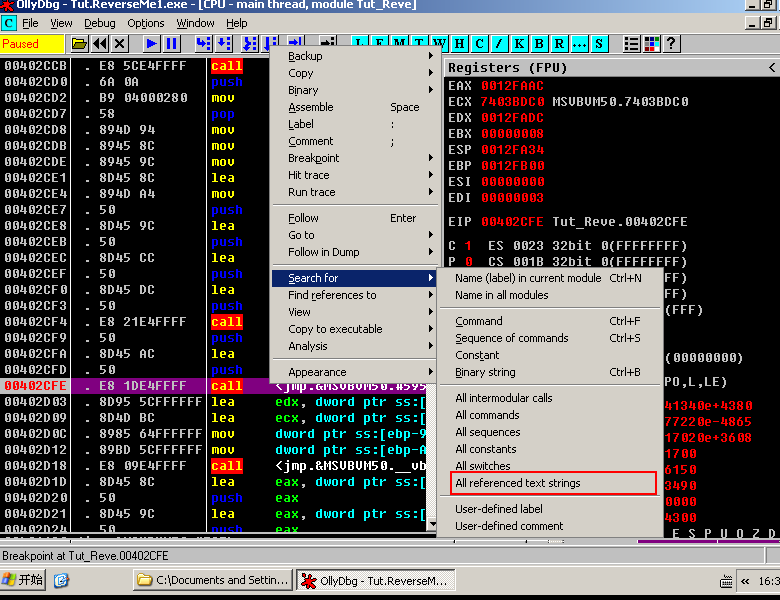 OllyDbg - Tut.ReverseMe1.exe - [CPU - main thread, module Tut_Reve]
C File View Debug Options Window Help
Paused L E M T W H C / K B R ... S ?
00402CCB . E8 5CE4FFFF call
00402CD0 . 6A 0A push
00402CD2 . B9 04000280 mov
00402CD7 . 58 pop
00402CD8 . 894D 94 mov
00402CDB . 8945 8C mov
00402CDE . 8945 9C mov
00402CE1 . 8D45 8C lea
00402CE4 . 894D A4 mov
00402CE7 . 50 push
00402CE8 . 8D45 9C lea
00402CEB . 50 push
00402CEC . 8D45 CC lea
00402CEF . 50 push
00402CF0 . 8D45 DC lea
00402CF3 . 50 push
00402CF4 . E8 21E4FFFF call
00402CF9 . 50 push
00402CFA . 8D45 AC lea
00402CFD . 50 push
00402CFE . E8 1DE4FFFF call <jmp.&MSVBVM50.#595
00402D03 . 8D95 5CFFFFFF lea edx, dword ptr ss:[
00402D09 . 8D4D BC lea ecx, dword ptr ss:[
00402D0C . 8985 64FFFFFF mov dword ptr ss:[ebp-9
00402D12 . 89BD 5CFFFFFF mov dword ptr ss:[ebp-A
00402D18 . E8 09E4FFFF call <jmp.&MSVBVM50.__vb
00402D1D . 8D45 8C lea eax, dword ptr ss:[
00402D20 . 50 push eax
00402D21 . 8D45 9C lea eax, dword ptr ss:[
00402D24 . 50 push eax
Backup
Copy
Binary
Assemble Space
Label :
Comment ;
Breakpoint
Hit trace
Run trace
Follow Enter
Go to
Follow in Dump
Search for
Find references to
View
Copy to executable
Analysis
Appearance
Name (label) in current module Ctrl+N
Name in all modules
Command Ctrl+F
Sequence of commands Ctrl+S
Constant
Binary string Ctrl+B
All intermodular calls
All commands
All sequences
All constants
All switches
All referenced text strings
User-defined label
User-defined comment
Registers (FPU) <
EAX 0012FAAC
ECX 7403BDC0 MSVBVM50.7403BDC0
EDX 0012FADC
EBX 00000008
ESP 0012FA34
EBP 0012FB00
ESI 00000000
EDI 00000003
EIP 00402CFE Tut_Reve.00402CFE
C 1 ES 0023 32bit 0(FFFFFFFF)
P 0 CS 001B 32bit 0(FFFFFFFF)
FF)
FF)
(FFF)
(00000000)
PO,L,LE)
41340e+4380
77220e-4865
17020e+3608
1700
6150
3490
0000
4300
E S P U O Z D
Breakpoint at Tut_Reve.00402CFE
开始 C:\Documents and Settin... OllyDbg - Tut.ReverseM... « 16:3